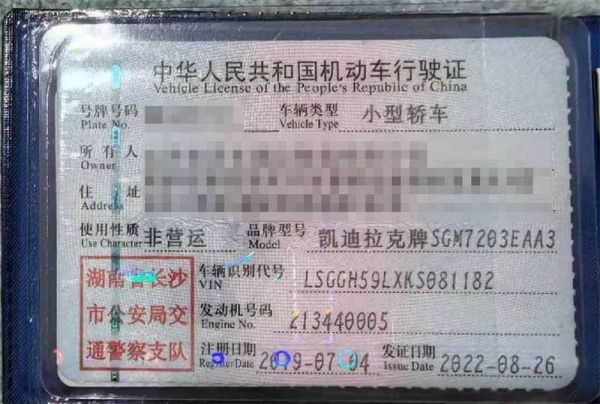 中华人民共和国机动车行驶证
Vehicle License of the People's Republic of China
号牌号码 车辆类型 小型轿车
Plate No. Vehicle Type
所有人
Owner
住址
Address
使用性质 非营运 品牌型号 凯迪拉克牌SGM7203EAA3
Use Character Model
湖南省长沙
市公安局交
通警察支队
车辆识别代号 LSGGH59LXKS081182
VIN
发动机号码 213440005
Engine No.
注册日期 2019-07-04 发证日期 2022-08-26
Register Date Issue Date